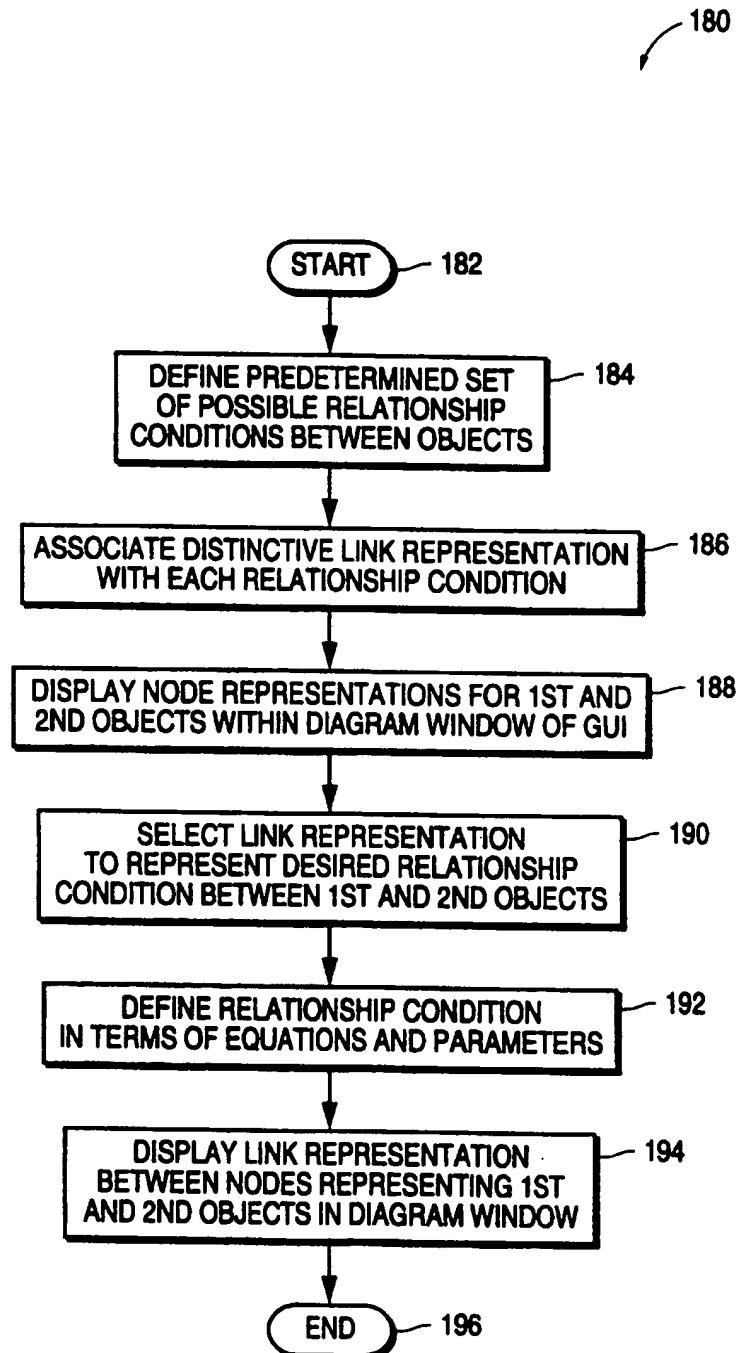 180
START
182
DEFINE PREDETERMINED SET
OF POSSIBLE RELATIONSHIP
CONDITIONS BETWEEN OBJECTS
184
ASSOCIATE DISTINCTIVE LINK REPRESENTATION
WITH EACH RELATIONSHIP CONDITION
186
DISPLAY NODE REPRESENTATIONS FOR 1ST AND
2ND OBJECTS WITHIN DIAGRAM WINDOW OF GUI
188
SELECT LINK REPRESENTATION
TO REPRESENT DESIRED RELATIONSHIP
CONDITION BETWEEN 1ST AND 2ND OBJECTS
190
DEFINE RELATIONSHIP CONDITION
IN TERMS OF EQUATIONS AND PARAMETERS
192
DISPLAY LINK REPRESENTATION
BETWEEN NODES REPRESENTING 1ST
AND 2ND OBJECTS IN DIAGRAM WINDOW
194
END
196